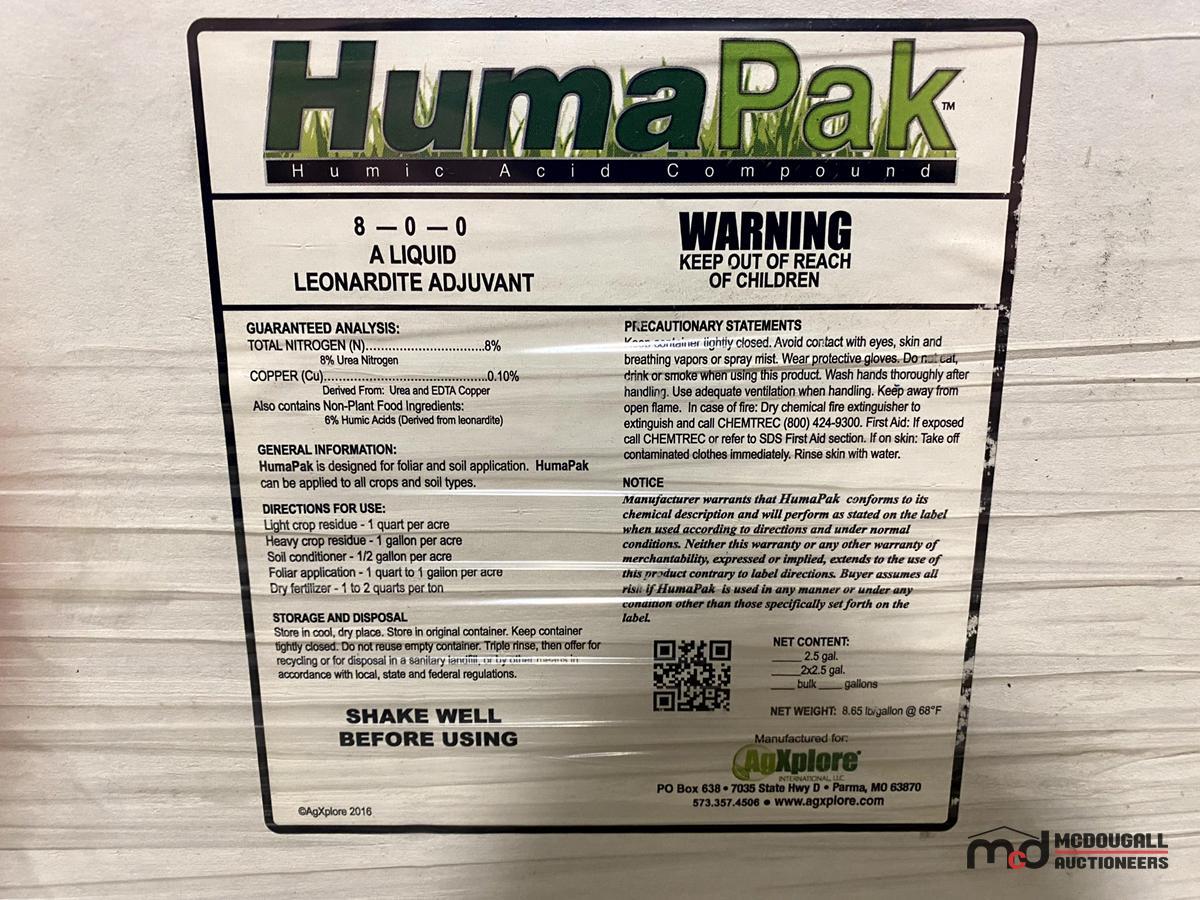 HumaPak™
Humic Acid Compound
8 — 0 — 0
A LIQUID
LEONARDITE ADJUVANT
WARNING
KEEP OUT OF REACH
OF CHILDREN
GUARANTEED ANALYSIS:
TOTAL NITROGEN (N)..............................8%
8% Urea Nitrogen
COPPER (Cu).........................................0.10%
Derived From: Urea and EDTA Copper
Also contains Non-Plant Food Ingredients:
6% Humic Acids (Derived from leonardite)
GENERAL INFORMATION:
HumaPak is designed for foliar and soil application. HumaPak
can be applied to all crops and soil types.
DIRECTIONS FOR USE:
Light crop residue - 1 quart per acre
Heavy crop residue - 1 gallon per acre
Soil conditioner - 1/2 gallon per acre
Foliar application - 1 quart to 1 gallon per acre
Dry fertilizer - 1 to 2 quarts per ton
STORAGE AND DISPOSAL
Store in cool, dry place. Store in original container. Keep container
tightly closed. Do not reuse empty container. Triple rinse, then offer for
recycling or for disposal in a sanitary landfill, or by other means in
accordance with local, state and federal regulations.
SHAKE WELL
BEFORE USING
©AgXplore 2016
PRECAUTIONARY STATEMENTS
Keep container tightly closed. Avoid contact with eyes, skin and
breathing vapors or spray mist. Wear protective gloves. Do not eat,
drink or smoke when using this product. Wash hands thoroughly after
handling. Use adequate ventilation when handling. Keep away from
open flame. In case of fire: Dry chemical fire extinguisher to
extinguish and call CHEMTREC (800) 424-9300. First Aid: If exposed
call CHEMTREC or refer to SDS First Aid section. If on skin: Take off
contaminated clothes immediately. Rinse skin with water.
NOTICE
Manufacturer warrants that HumaPak conforms to its
chemical description and will perform as stated on the label
when used according to directions and under normal
conditions. Neither this warranty or any other warranty of
merchantability, expressed or implied, extends to the use of
this product contrary to label directions. Buyer assumes all
risk if HumaPak is used in any manner or under any
condition other than those specifically set forth on the
label.
NET CONTENT:
_____ 2.5 gal.
_____2x2.5 gal.
____ bulk ____ gallons
NET WEIGHT: 8.65 lb/gallon @ 68°F
Manufactured for:
AgXplore®
INTERNATIONAL, LLC
PO Box 638 • 7035 State Hwy D • Parma, MO 63870
573.357.4506 • www.agxplore.com
mcd MCDOUGALL
AUCTIONEERS